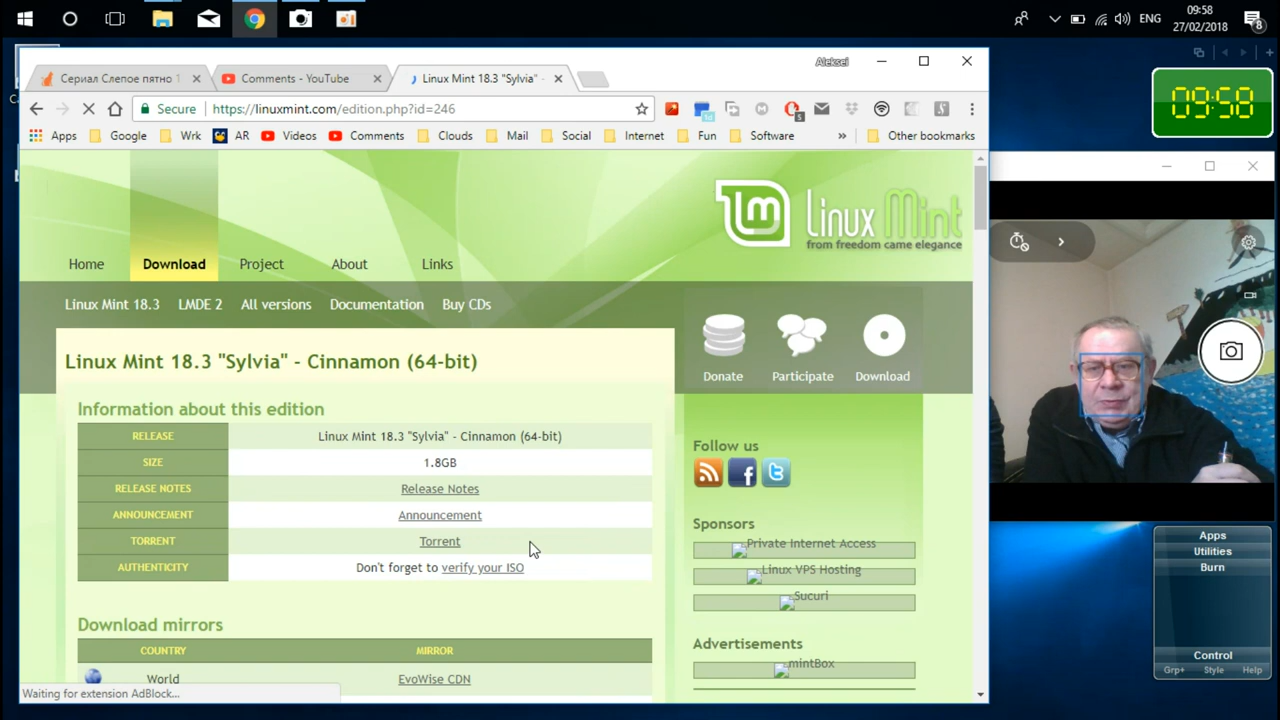 ENG
09:58
27/02/2018
8
Сериал Слепое пятно 1
Comments - YouTube
Linux Mint 18.3 "Sylvia" -
Aleksei
Secure
https://linuxmint.com/edition.php?id=246
Apps
Google
Wrk
AR
Videos
Comments
Clouds
Mail
Social
Internet
Fun
Software
»
Other bookmarks
09:58
lm Linux Mint
from freedom came elegance
Home
Download
Project
About
Links
Linux Mint 18.3
LMDE 2
All versions
Documentation
Buy CDs
Donate
Participate
Download
Linux Mint 18.3 "Sylvia" - Cinnamon (64-bit)
Information about this edition
RELEASE Linux Mint 18.3 "Sylvia" - Cinnamon (64-bit)
SIZE 1.8GB
RELEASE NOTES Release Notes
ANNOUNCEMENT Announcement
TORRENT Torrent
AUTHENTICITY Don't forget to verify your ISO
Download mirrors
COUNTRY MIRROR
World EvoWise CDN
Follow us
Sponsors
Private Internet Access
Linux VPS Hosting
Sucuri
Advertisements
mintBox
Waiting for extension AdBlock...
Apps
Utilities
Burn
Control
Grp+ Style Help